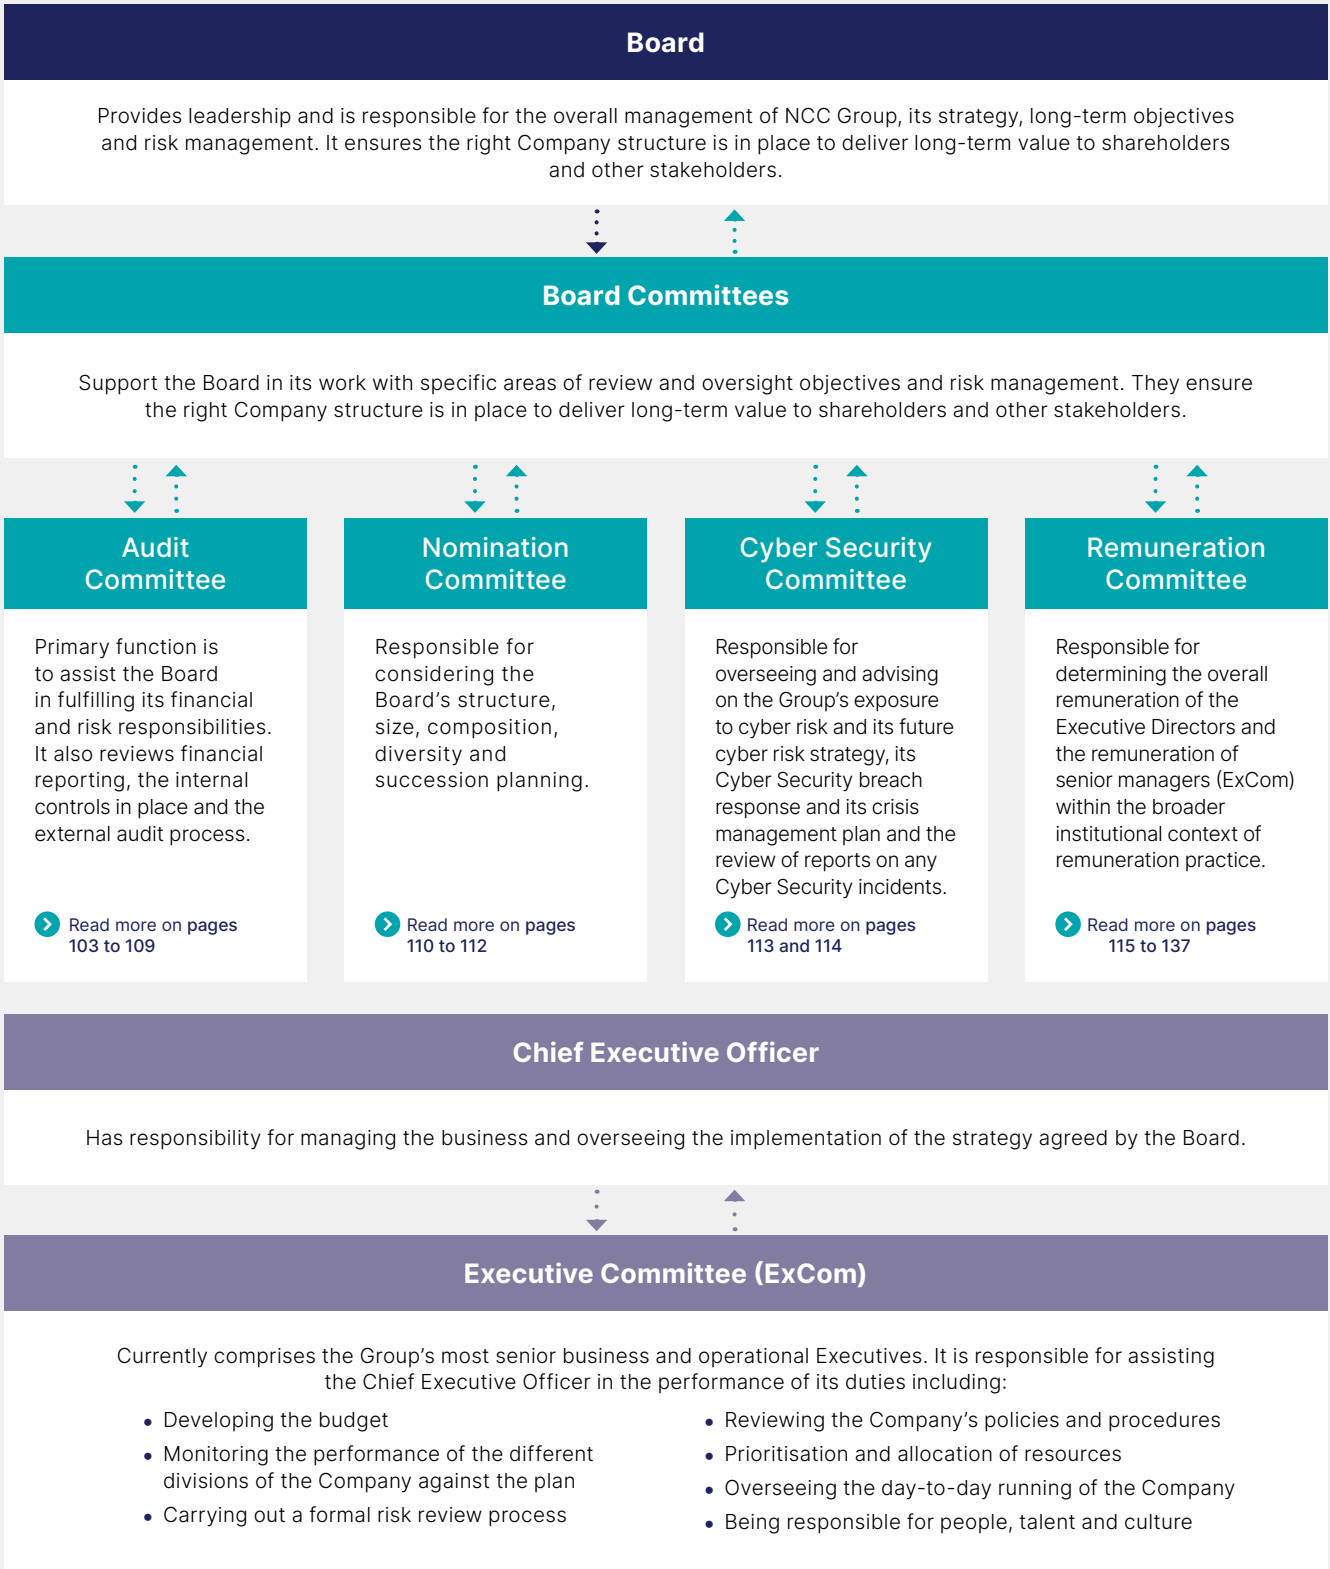 Board
Provides leadership and is responsible for the overall management of NCC Group, its strategy, long-term objectives
and risk management. It ensures the right Company structure is in place to deliver long-term value to shareholders
and other stakeholders.
Board Committees
Support the Board in its work with specific areas of review and oversight objectives and risk management. They ensure
the right Company structure is in place to deliver long-term value to shareholders and other stakeholders.
Audit
Committee
Primary function is
to assist the Board
in fulfilling its financial
and risk responsibilities.
It also reviews financial
reporting, the internal
controls in place and the
external audit process.
Read more on pages
103 to 109
Nomination
Committee
Responsible for
considering the
Board's structure,
size, composition,
diversity and
succession planning.
Read more on pages
110 to 112
Cyber Security
Committee
Responsible for
overseeing and advising
on the Group's exposure
to cyber risk and its future
cyber risk strategy, its
Cyber Security breach
response and its crisis
management plan and the
review of reports on any
Cyber Security incidents.
Read more on pages
113 and 114
Remuneration
Committee
Responsible for
determining the overall
remuneration of the
Executive Directors and
the remuneration of
senior managers (ExCom)
within the broader
institutional context of
remuneration practice.
Read more on pages
115 to 137
Chief Executive Officer
Has responsibility for managing the business and overseeing the implementation of the strategy agreed by the Board.
Executive Committee (ExCom)
Currently comprises the Group's most senior business and operational Executives. It is responsible for assisting
the Chief Executive Officer in the performance of its duties including:
• Developing the budget
• Monitoring the performance of the different
divisions of the Company against the plan
• Carrying out a formal risk review process
• Reviewing the Company's policies and procedures
• Prioritisation and allocation of resources
• Overseeing the day-to-day running of the Company
• Being responsible for people, talent and culture